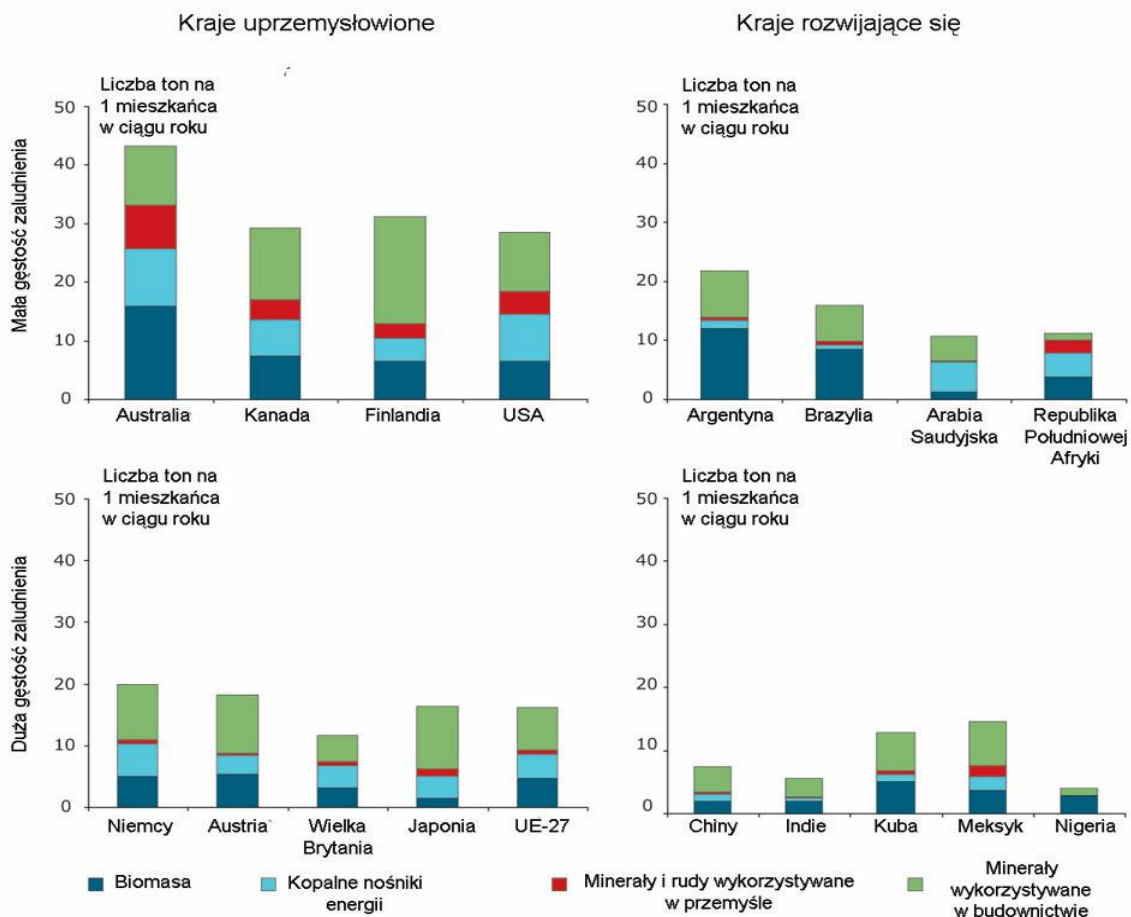 Kraje uprzemysłowione
Kraje rozwijające się
Mała gęstość zaludnienia
Liczba ton na
1 mieszkańca
w ciągu roku
50
40
30
20
10
0
Australia
Kanada
Finlandia
USA
Liczba ton na
1 mieszkańca
w ciągu roku
50
40
30
20
10
0
Argentyna
Brazylia
Arabia
Saudyjska
Republika
Południowej
Afryki
Duża gęstość zaludnienia
Liczba ton na
1 mieszkańca
w ciągu roku
50
40
30
20
10
0
Niemcy
Austria
Wielka
Brytania
Japonia
UE-27
Liczba ton na
1 mieszkańca
w ciągu roku
50
40
30
20
10
0
Chiny
Indie
Kuba
Meksyk
Nigeria
Biomasa
Kopalne nośniki
energii
Minerały i rudy wykorzystywane
w przemyśle
Minerały
wykorzystywane
w budownictwie